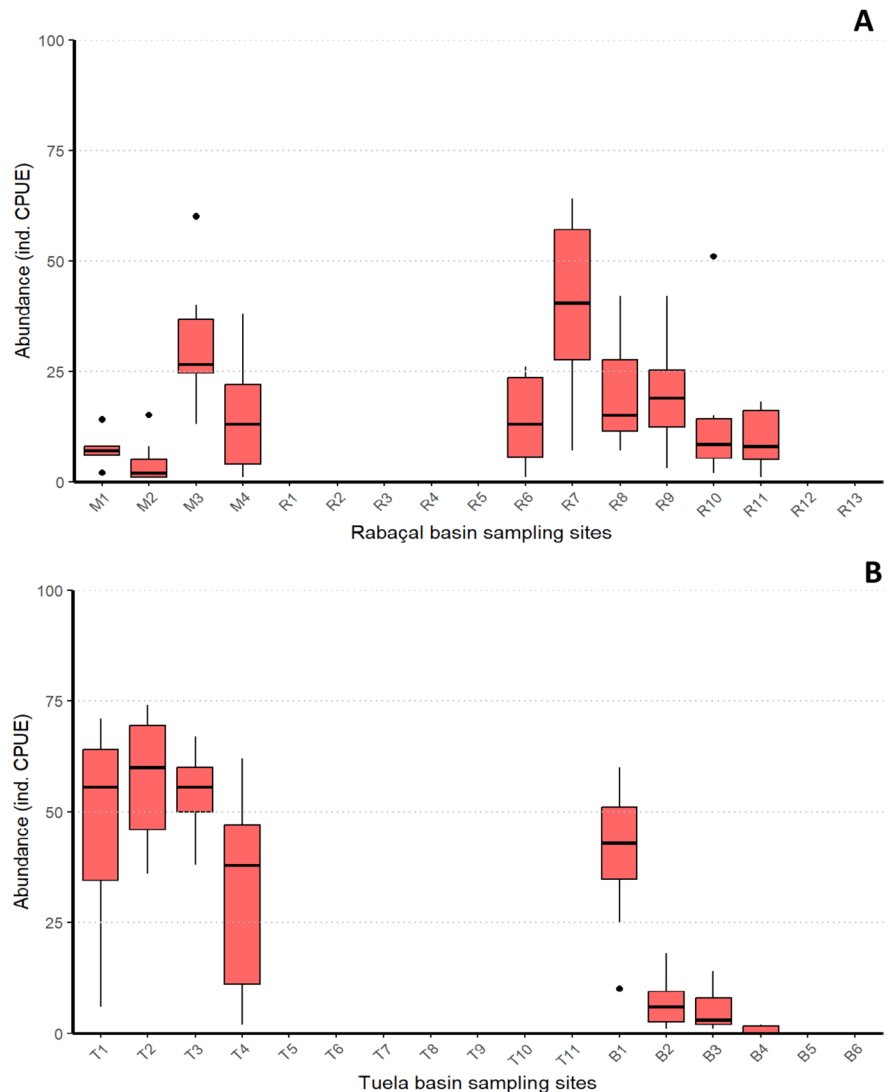 A
100
75
50
25
0
Abundance (ind. CPUE)
M1 M2 M3 M4 R1 R2 R3 R4 R5 R6 R7 R8 R9 R10 R11 R12 R13
Rabaçal basin sampling sites
B
100
75
50
25
0
Abundance (ind. CPUE)
T1 T2 T3 T4 T5 T6 T7 T8 T9 T10 T11 B1 B2 B3 B4 B5 B6
Tuela basin sampling sites